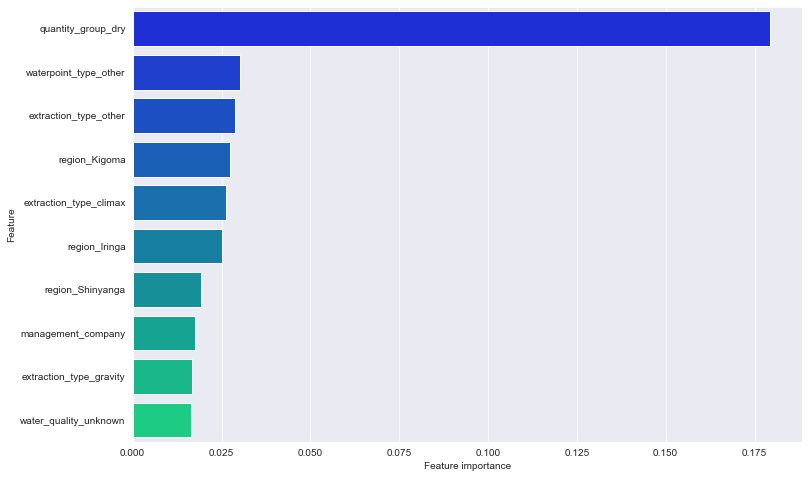 quantity_group_dry
waterpoint_type_other
extraction_type_other
region_Kigoma
extraction_type_climax
region_Iringa
region_Shinyanga
management_company
extraction_type_gravity
water_quality_unknown
Feature
0.000 0.025 0.050 0.075 0.100 0.125 0.150 0.175
Feature importance